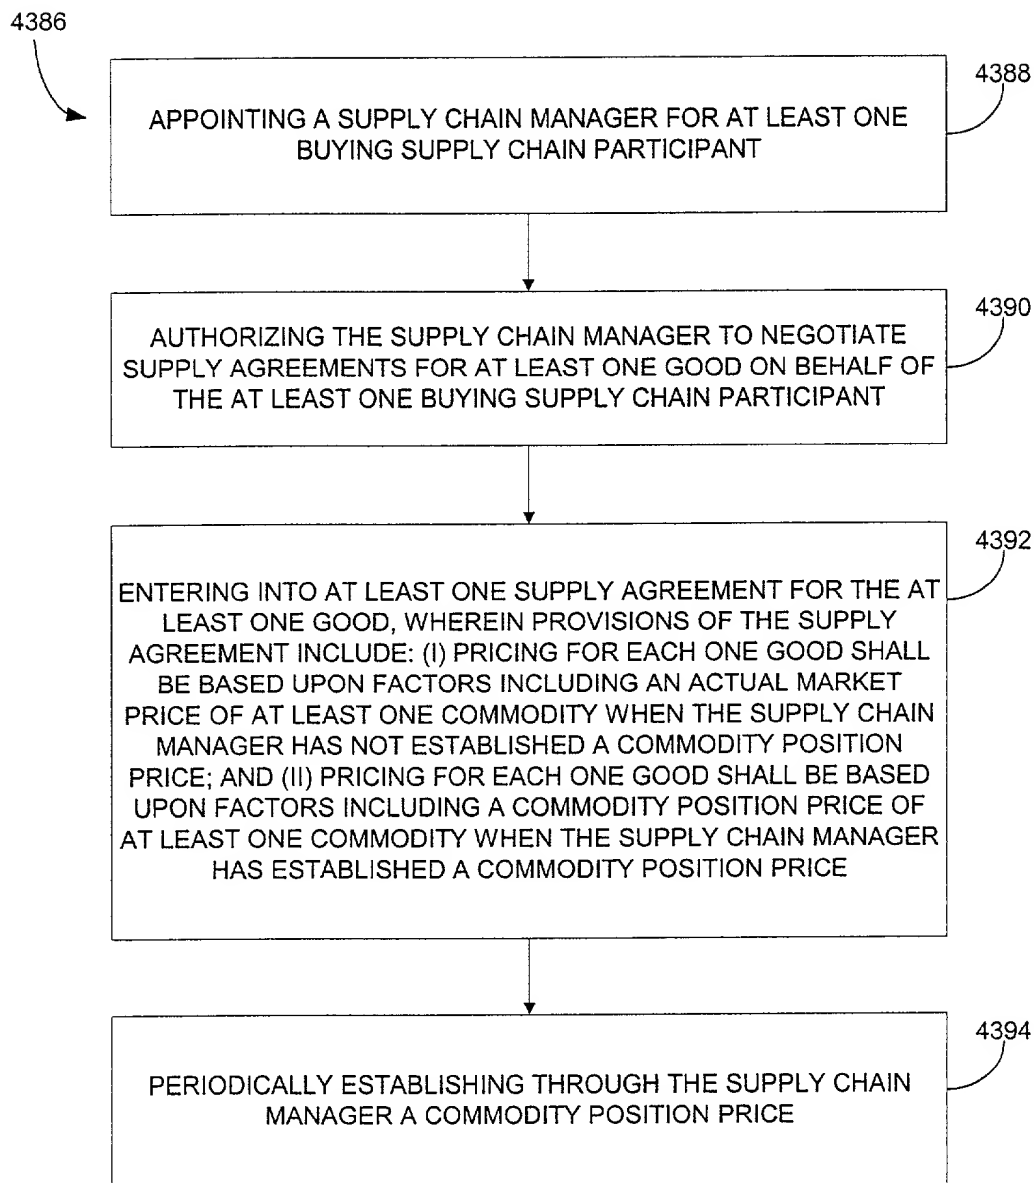 4386
4388
APPOINTING A SUPPLY CHAIN MANAGER FOR AT LEAST ONE
BUYING SUPPLY CHAIN PARTICIPANT
4390
AUTHORIZING THE SUPPLY CHAIN MANAGER TO NEGOTIATE
SUPPLY AGREEMENTS FOR AT LEAST ONE GOOD ON BEHALF OF
THE AT LEAST ONE BUYING SUPPLY CHAIN PARTICIPANT
4392
ENTERING INTO AT LEAST ONE SUPPLY AGREEMENT FOR THE AT
LEAST ONE GOOD, WHEREIN PROVISIONS OF THE SUPPLY
AGREEMENT INCLUDE: (I) PRICING FOR EACH ONE GOOD SHALL
BE BASED UPON FACTORS INCLUDING AN ACTUAL MARKET
PRICE OF AT LEAST ONE COMMODITY WHEN THE SUPPLY CHAIN
MANAGER HAS NOT ESTABLISHED A COMMODITY POSITION
PRICE; AND (II) PRICING FOR EACH ONE GOOD SHALL BE BASED
UPON FACTORS INCLUDING A COMMODITY POSITION PRICE OF
AT LEAST ONE COMMODITY WHEN THE SUPPLY CHAIN MANAGER
HAS ESTABLISHED A COMMODITY POSITION PRICE
4394
PERIODICALLY ESTABLISHING THROUGH THE SUPPLY CHAIN
MANAGER A COMMODITY POSITION PRICE